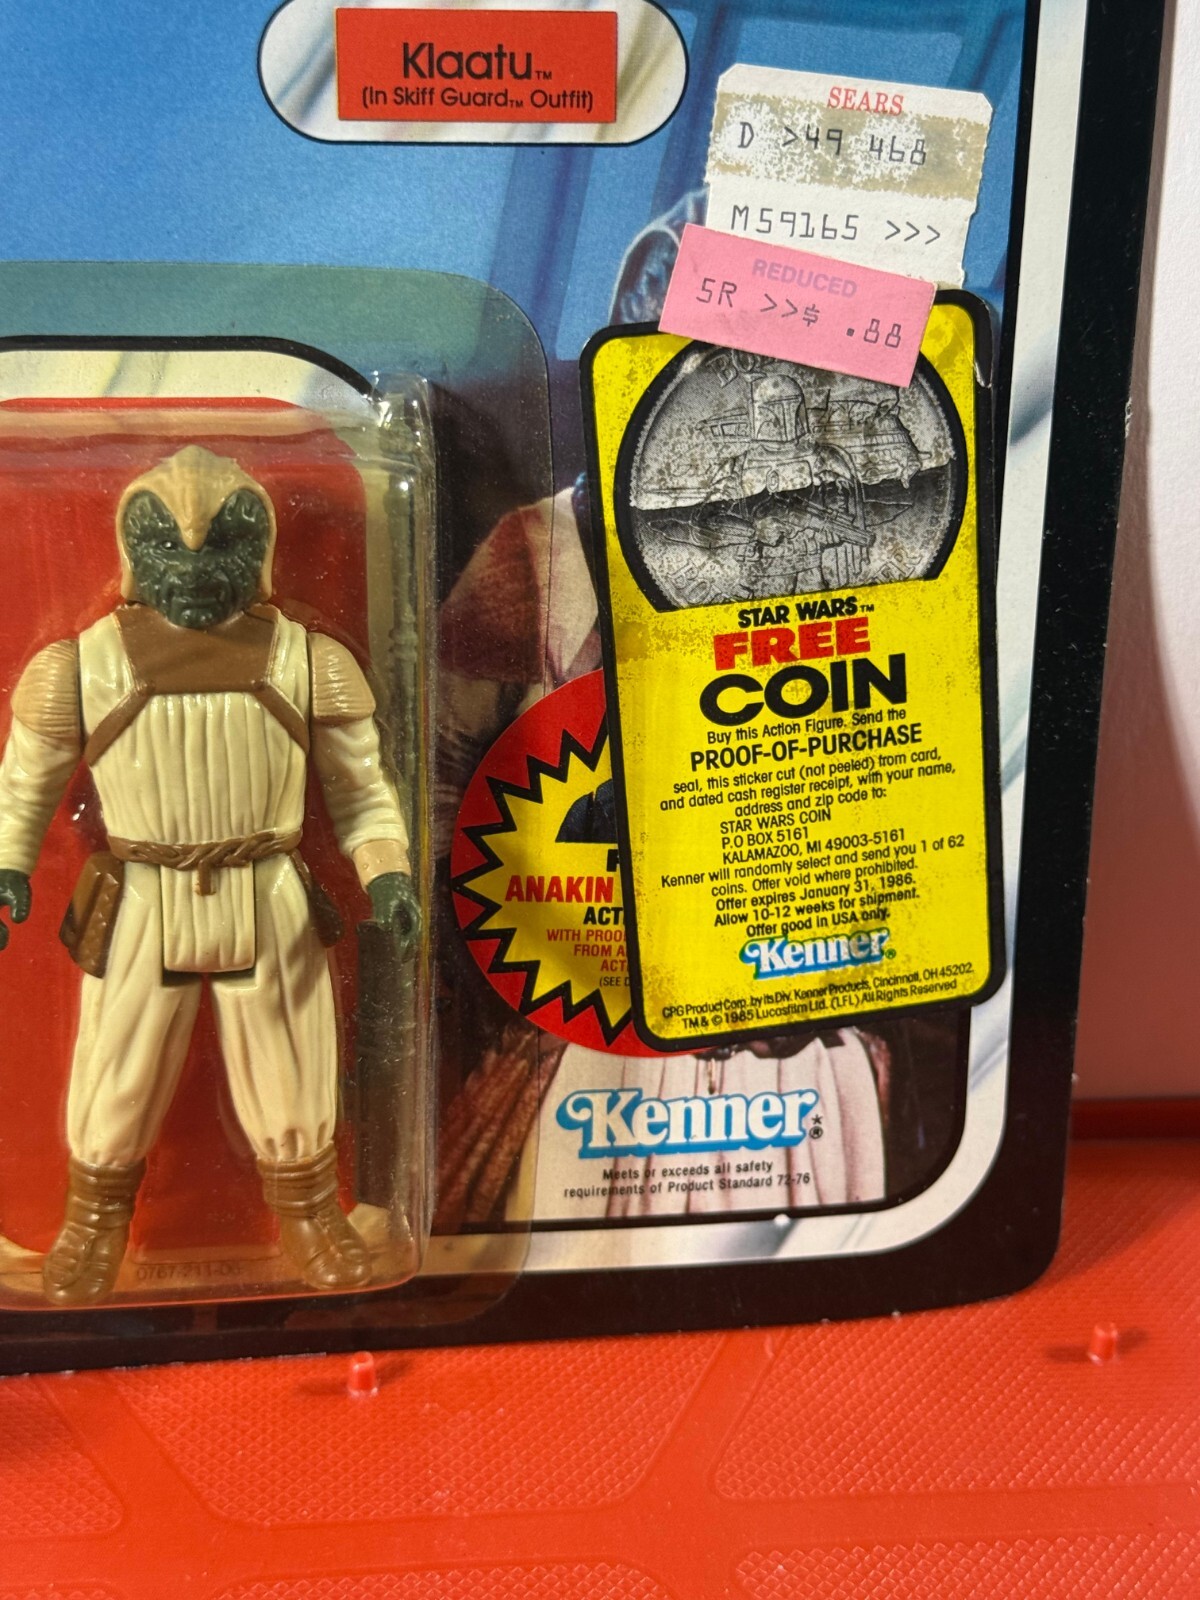 Klaatu™
(In Skiff Guard™ Outfit)
SEARS
D >49 468
M59165 >>>
REDUCED
SR >>$ .88
STAR WARS™
FREE
COIN
Buy this Action Figure. Send the
PROOF-OF-PURCHASE
seal, this sticker cut (not peeled) from card,
and dated cash register receipt, with your name,
address and zip code to:
STAR WARS COIN
P.O BOX 5161
KALAMAZOO, MI 49003-5161
Kenner will randomly select and send you 1 of 62
coins. Offer void where prohibited.
Offer expires January 31, 1986.
Allow 10-12 weeks for shipment.
Offer good in USA only.
Kenner®
CPG Product Corp. by its Div. Kenner Products, Cincinnati, OH 45202
TM & © 1985 Lucasfilm Ltd. (LFL) All Rights Reserved
F
ANAKIN
ACTI
WITH PROO
FROM A
ACT
(SEE D
Kenner*®
Meets or exceeds all safety
requirements of Product Standard 72-76